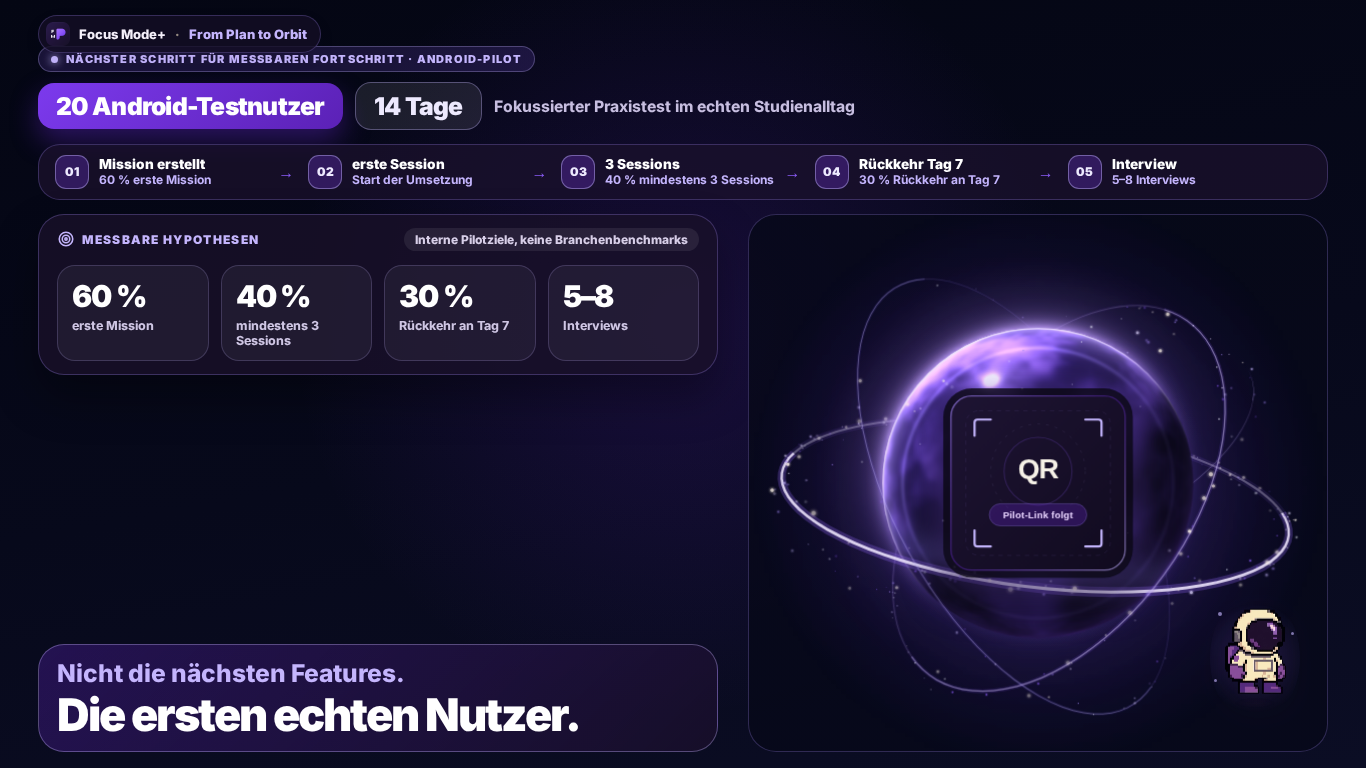 Focus Mode+ · From Plan to Orbit
NÄCHSTER SCHRITT FÜR MESSBAREN FORTSCHRITT · ANDROID-PILOT
20 Android-Testnutzer
14 Tage
Fokussierter Praxistest im echten Studienalltag
01
Mission erstellt
60 % erste Mission
→
02
erste Session
Start der Umsetzung
→
03
3 Sessions
40 % mindestens 3 Sessions
→
04
Rückkehr Tag 7
30 % Rückkehr an Tag 7
→
05
Interview
5–8 Interviews
MESSBARE HYPOTHESEN
Interne Pilotziele, keine Branchenbenchmarks
60 %
erste Mission
40 %
mindestens 3
Sessions
30 %
Rückkehr an Tag 7
5–8
Interviews
QR
Pilot-Link folgt
Nicht die nächsten Features.
Die ersten echten Nutzer.